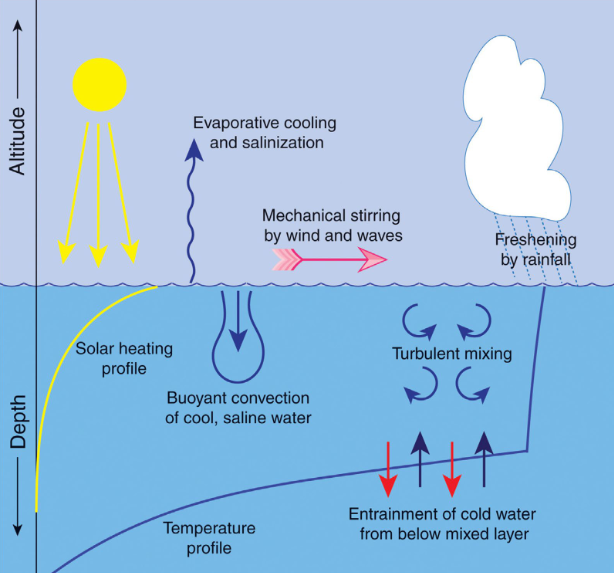 Altitude
Evaporative cooling
and salinization
Mechanical stirring
by wind and waves
Freshening
by rainfall
Solar heating
profile
Turbulent mixing
Buoyant convection
of cool, saline water
Depth
Entrainment of cold water
from below mixed layer
Temperature
profile